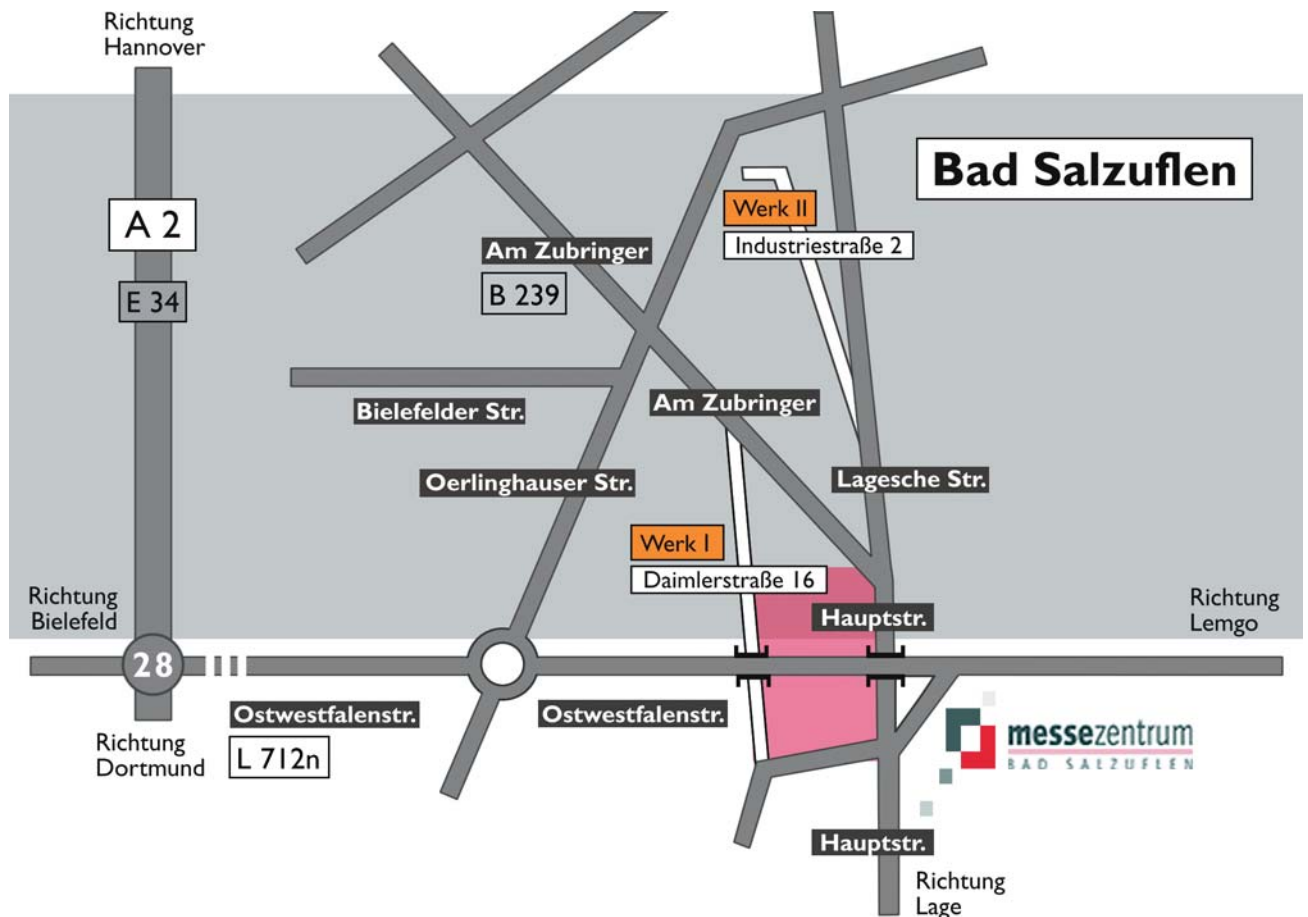 Richtung
Hannover
Bad Salzuflen
A 2
Werk II
Industriestraße 2
Am Zubringer
B 239
E 34
Am Zubringer
Bielefelder Str.
Oerlinghauser Str.
Lagesche Str.
Werk I
Daimlerstraße 16
Richtung
Bielefeld
Hauptstr.
Richtung
Lemgo
28
Ostwestfalenstr.
Ostwestfalenstr.
L 712n
Richtung
Dortmund
messezentrum
BAD SALZUFLEN
Hauptstr.
Richtung
Lage